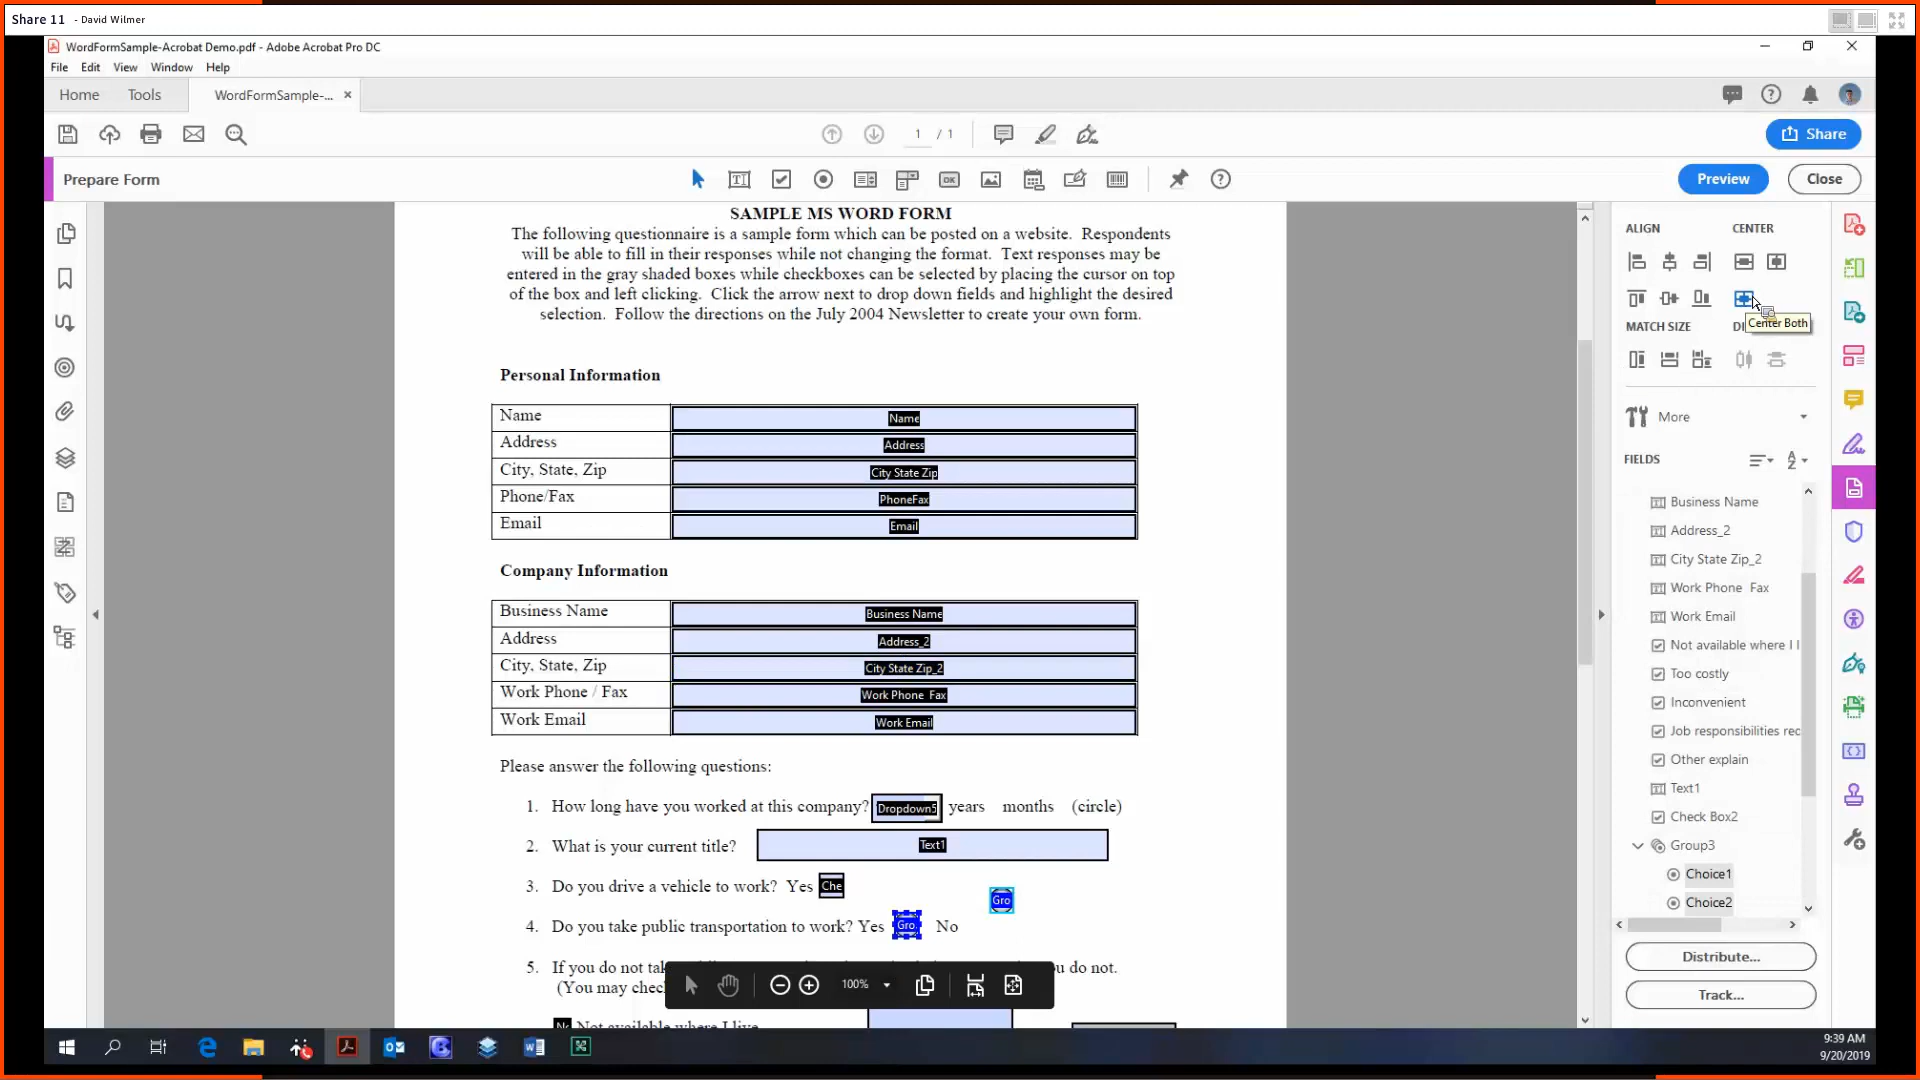 Share 11 - David Wilmer
WordFormSample-Acrobat Demo.pdf - Adobe Acrobat Pro DC
File Edit View Window Help
Home Tools WordFormSample-... ×
1 / 1
Share
Prepare Form
Preview Close
SAMPLE MS WORD FORM
The following questionnaire is a sample form which can be posted on a website. Respondents
will be able to fill in their responses while not changing the format. Text responses may be
entered in the gray shaded boxes while checkboxes can be selected by placing the cursor on top
of the box and left clicking. Click the arrow next to drop down fields and highlight the desired
selection. Follow the directions on the July 2004 Newsletter to create your own form.
Personal Information
Name Name
Address Address
City, State, Zip City State Zip
Phone/Fax PhoneFax
Email Email
Company Information
Business Name Business Name
Address Address_2
City, State, Zip City State Zip_2
Work Phone / Fax Work Phone Fax
Work Email Work Email
Please answer the following questions:
1. How long have you worked at this company? Dropdown5 years months (circle)
2. What is your current title? Text1
3. Do you drive a vehicle to work? Yes Che
Gro
4. Do you take public transportation to work? Yes Gro No
5. If you do not tak
ou do not.
(You may chec
100%
Not available where I live
ALIGN CENTER
Center Both
MATCH SIZE
More
FIELDS
Business Name
Address_2
City State Zip_2
Work Phone Fax
Work Email
Not available where I l
Too costly
Inconvenient
Job responsibilities rec
Other explain
Text1
Check Box2
Group3
Choice1
Choice2
Distribute...
Track...
9:39 AM
9/20/2019